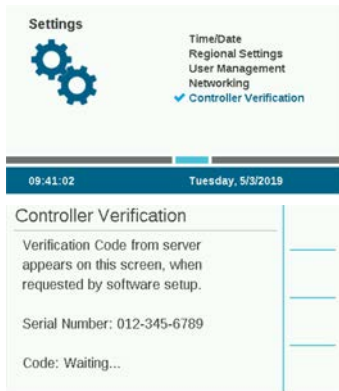 Settings
Time/Date
Regional Settings
User Management
Networking
Controller Verification
09:41:02 Tuesday, 5/3/2019
Controller Verification
Verification Code from server
appears on this screen, when
requested by software setup.
Serial Number: 012-345-6789
Code: Waiting...